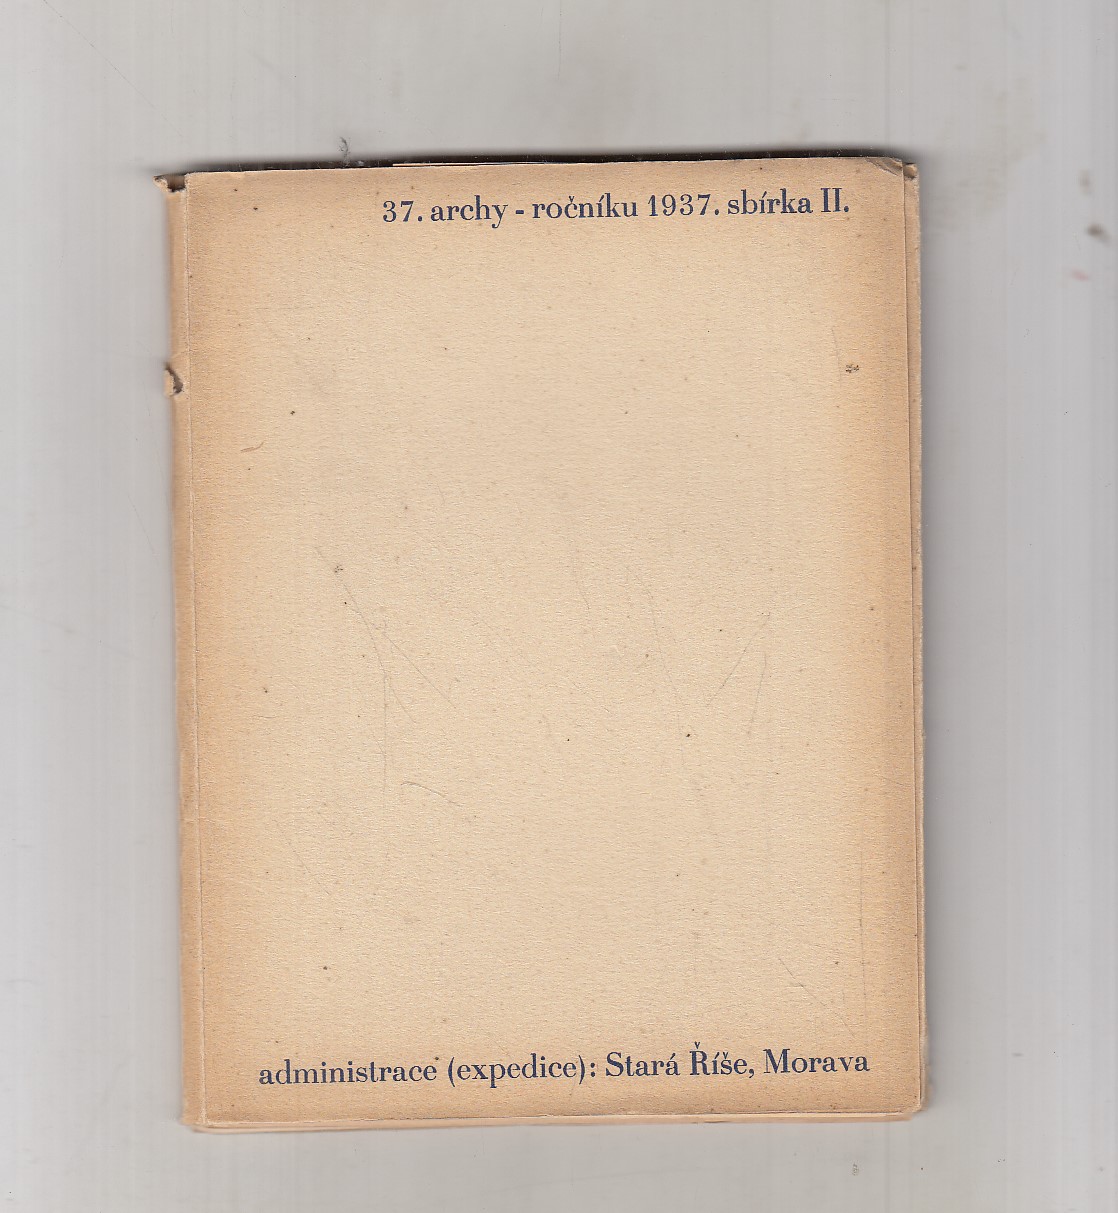 37. archy - ročníku 1937. sbírka II.
administrace (expedice): Stará Říše, Morava